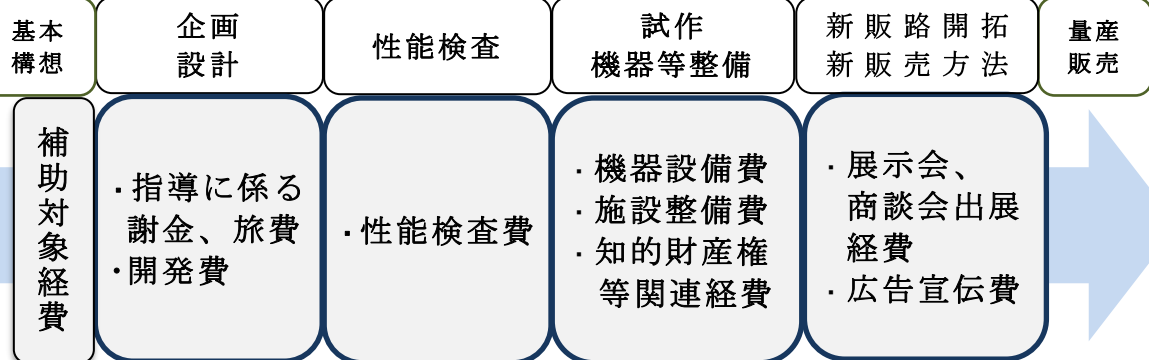 基本
構想
企画
設計
性能検査
試作
機器等整備
新販路開拓
新販売方法
量産
販売
補助対象経費
・指導に係る
謝金、旅費
・開発費
・性能検査費
・機器設備費
・施設整備費
・知的財産権
等関連経費
・展示会、
商談会出展
経費
・広告宣伝費